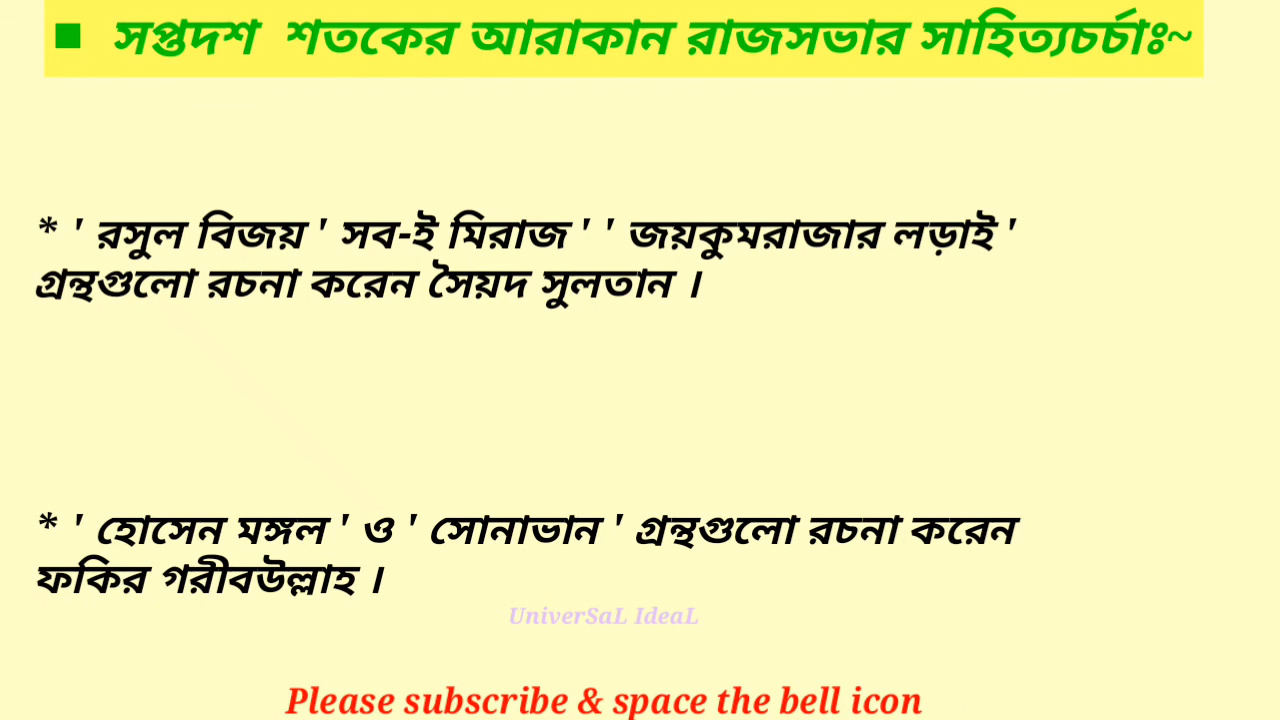 ■ সপ্তদশ শতকের আরাকান রাজসভার সাহিত্যচর্চাঃ~
* ' রসুল বিজয় ' সব-ই মিরাজ ' ' জয়কুমরাজার লড়াই '
গ্রন্থগুলো রচনা করেন সৈয়দ সুলতান ।
* ' হোসেন মঙ্গল ' ও ' সোনাভান ' গ্রন্থগুলো রচনা করেন
ফকির গরীবউল্লাহ ।
UniverSaL IdeaL
Please subscribe & space the bell icon